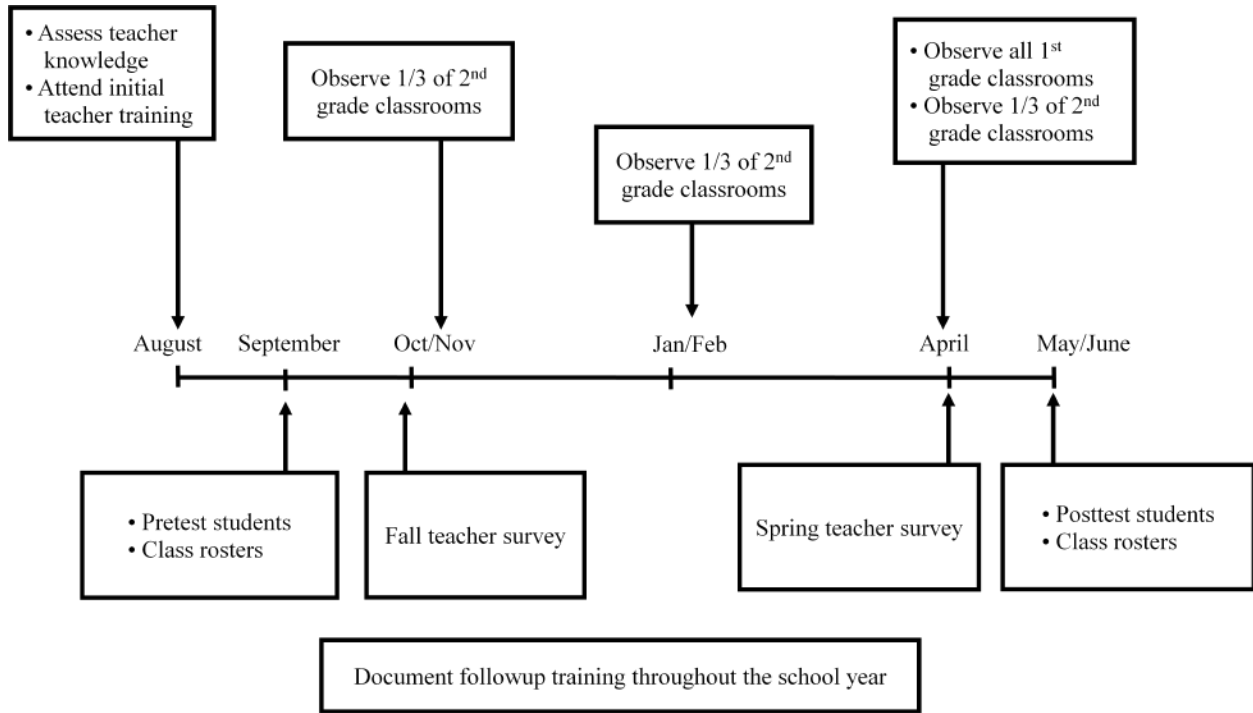 • Assess teacher
knowledge
• Attend initial
teacher training
Observe 1/3 of 2nd
grade classrooms
Observe 1/3 of 2nd
grade classrooms
• Observe all 1st
grade classrooms
• Observe 1/3 of 2nd
grade classrooms
August
September
Oct/Nov
Jan/Feb
April
May/June
• Pretest students
• Class rosters
Fall teacher survey
Spring teacher survey
• Posttest students
• Class rosters
Document followup training throughout the school year